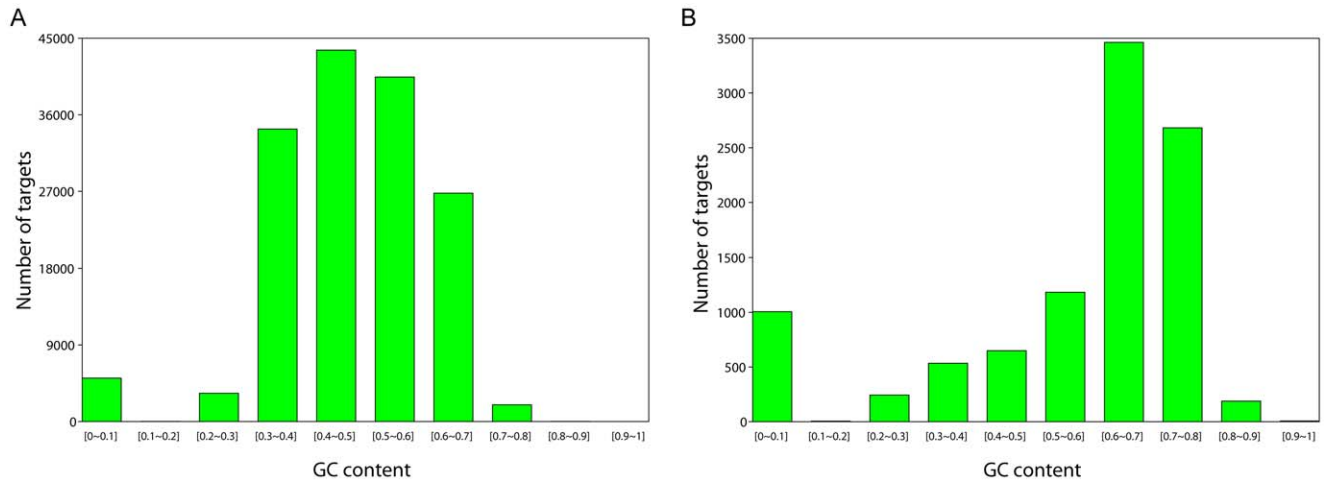 A
Number of targets
45000
36000
27000
18000
9000
0
[0~0.1] [0.1~0.2] [0.2~0.3] [0.3~0.4] [0.4~0.5] [0.5~0.6] [0.6~0.7] [0.7~0.8] [0.8~0.9] [0.9~1]
GC content
B
Number of targets
3500
3000
2500
2000
1500
1000
500
0
[0~0.1] [0.1~0.2] [0.2~0.3] [0.3~0.4] [0.4~0.5] [0.5~0.6] [0.6~0.7] [0.7~0.8] [0.8~0.9] [0.9~1]
GC content